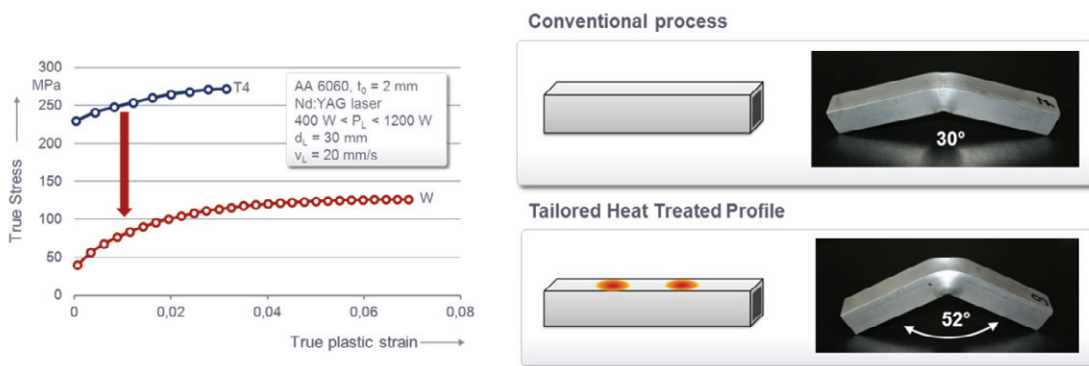 300
MPa
250
200
150
100
50
0
0
0,02
0,04
0,06
0,08
True Stress
True plastic strain
T4
W
AA 6060, t₀ = 2 mm
Nd:YAG laser
400 W < P_L < 1200 W
d_L = 30 mm
v_L = 20 mm/s
Conventional process
30°
Tailored Heat Treated Profile
52°